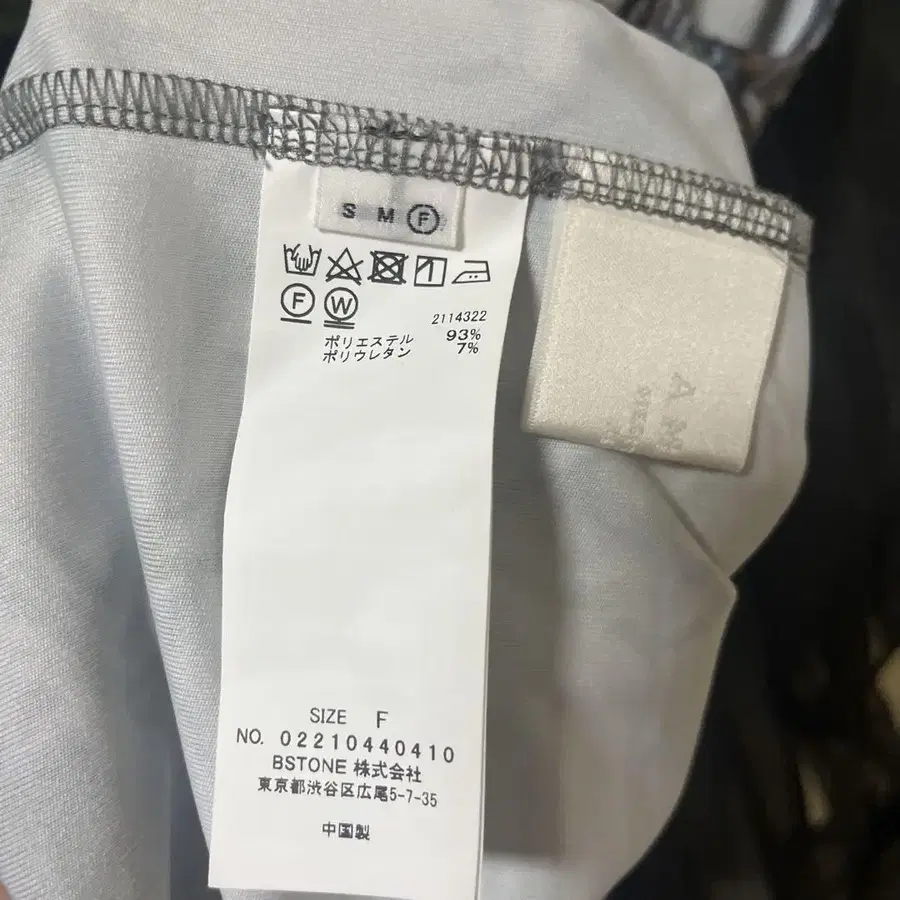 S M F
F W
2114322
ポリエステル 93%
ポリウレタン 7%
SIZE F
NO. 02210440410
BSTONE 株式会社
東京都渋谷区広尾5-7-35
中国製